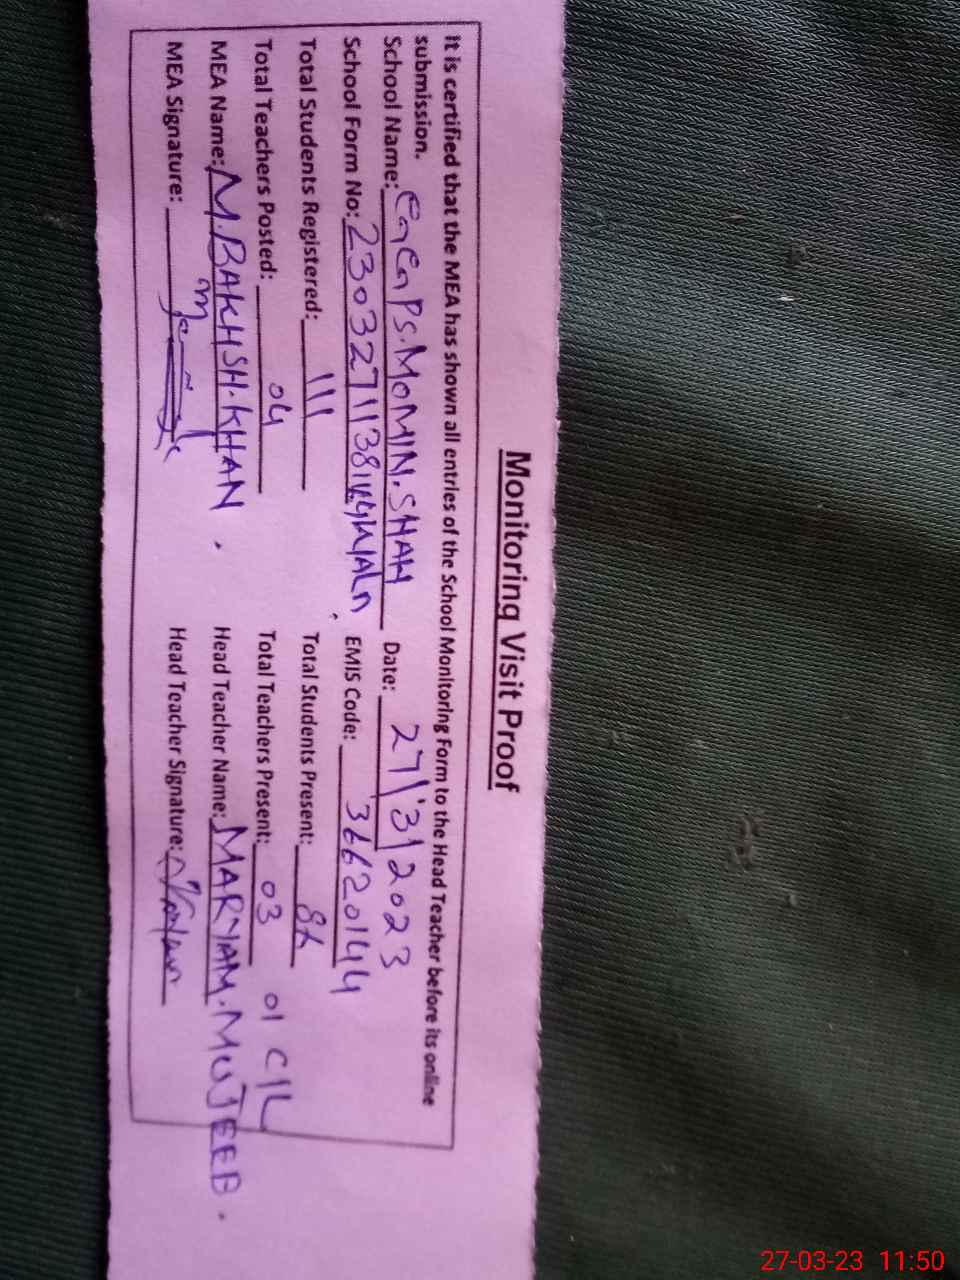 Monitoring Visit Proof
It is certified that the MEA has shown all entries of the School Monitoring Form to the Head Teacher before its online
submission.
School Name: GGPS.MOMIN.SHAH Date: 27/3/2023
School Form No: 2303271138 EMIS Code: 36620144
Total Students Registered: 111 Total Students Present:
Total Teachers Posted: 04 Total Teachers Present: 03 01 C/L
MEA Name: M.BAKHSH.KHAN. Head Teacher Name: MARYAM.MUJEEB.
MEA Signature: Head Teacher Signature:
27-03-23 11:50